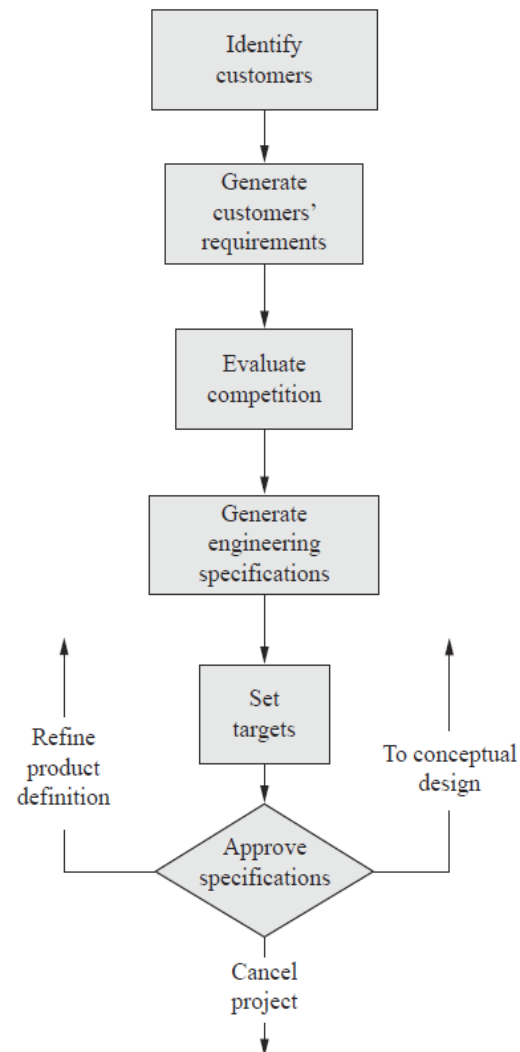 Identify
customers
Generate
customers’
requirements
Evaluate
competition
Generate
engineering
specifications
Set
targets
Refine
product
definition
To conceptual
design
Approve
specifications
Cancel
project